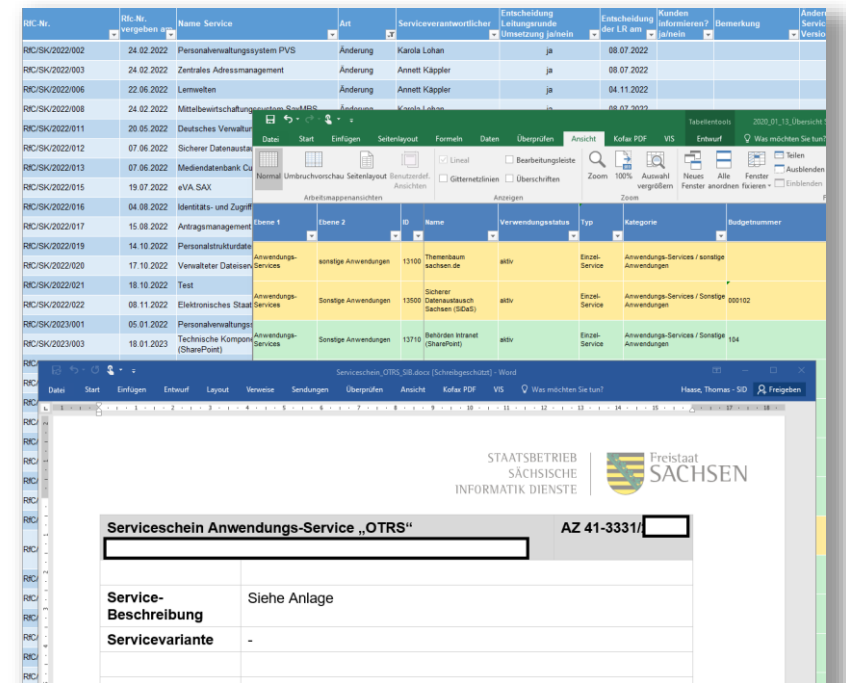 RfC-Nr.
RfC-Nr. vergeben am
Name Service
Art
Serviceverantwortlicher
Entscheidung Leitungsrunde Umsetzung ja/nein
Entscheidung der LR am
Kunden informieren? ja/nein
Bemerkung
RfC/SK/2022/002 24.02.2022 Personalverwaltungssystem PVS Änderung Karola Lohan ja 08.07.2022
RfC/SK/2022/003 24.02.2022 Zentrales Adressmanagement Änderung Annett Käppler ja 08.07.2022
RfC/SK/2022/006 22.06.2022 Lernwelten Änderung Annett Käppler ja 04.11.2022
RfC/SK/2022/008 24.02.2022 Mittelbewirtschaftungssystem SaxMBS Änderung Karola Lohan ja 08.07.2022
RfC/SK/2022/011 20.05.2022 Deutsches Verwaltun
RfC/SK/2022/012 07.06.2022 Sicherer Datenaustau
RfC/SK/2022/013 07.06.2022 Mediendatenbank Cu
RfC/SK/2022/015 19.07.2022 eVA.SAX
RfC/SK/2022/016 04.08.2022 Identitäts- und Zugriff
RfC/SK/2022/017 15.08.2022 Antragsmanagement
RfC/SK/2022/019 14.10.2022 Personalstrukturdate
RfC/SK/2022/020 17.10.2022 Verwalteter Dateiserv
RfC/SK/2022/021 18.10.2022 Test
RfC/SK/2022/022 08.11.2022 Elektronisches Staat
RfC/SK/2023/001 05.01.2022 Personalverwaltungss
RfC/SK/2023/003 18.01.2023 Technische Kompone
(SharePoint)
Tabellentools 2020_01_13_Übersicht S
Datei Start Einfügen Seitenlayout Formeln Daten Überprüfen Ansicht Kofax PDF VIS Entwurf Was möchten Sie tun?
Normal Umbruchvorschau Seitenlayout Benutzerdef. Ansichten
Arbeitsmappenansichten
Lineal Bearbeitungsleiste
Gitternetzlinien Überschriften
Anzeigen
Zoom 100% Auswahl vergrößern
Zoom
Neues Fenster Alle anordnen Fenster fixieren
Teilen
Ausblenden
Einblenden
Ebene 1 Ebene 2 ID Name Verwendungsstatus Typ Kategorie Budgetnummer
Anwendungs-Services sonstige Anwendungen 13100 Themenbaum sachsen.de aktiv Einzel-Service Anwendungs-Services / sonstige Anwendungen
Anwendungs-Services Sonstige Anwendungen 13500 Sicherer Datenaustausch Sachsen (SiDaS) aktiv Einzel-Service Anwendungs-Services / Sonstige Anwendungen 000102
Anwendungs-Services Sonstige Anwendungen 13710 Behörden Intranet (SharePoint) aktiv Einzel-Service Anwendungs-Services / Sonstige Anwendungen 104
Serviceschein_OTRS_SIB.docx [Schreibgeschützt] - Word
Datei Start Einfügen Entwurf Layout Verweise Sendungen Überprüfen Ansicht Kofax PDF VIS Was möchten Sie tun? Haase, Thomas - SID Freigeben
STAATSBETRIEB
SÄCHSISCHE
INFORMATIK DIENSTE
Freistaat
SACHSEN
Serviceschein Anwendungs-Service „OTRS“ AZ 41-3331/
Service-Beschreibung Siehe Anlage
Servicevariante -